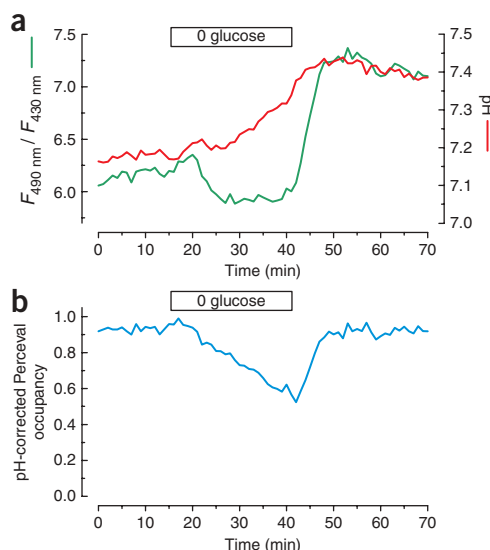 a
0 glucose
7.5
7.0
6.5
6.0
F490 nm / F430 nm
7.5
7.4
7.3
7.2
7.1
7.0
pH
0 10 20 30 40 50 60 70
Time (min)
b
0 glucose
1.0
0.8
0.6
0.4
0.2
0.0
pH-corrected Perceval
occupancy
0 10 20 30 40 50 60 70
Time (min)